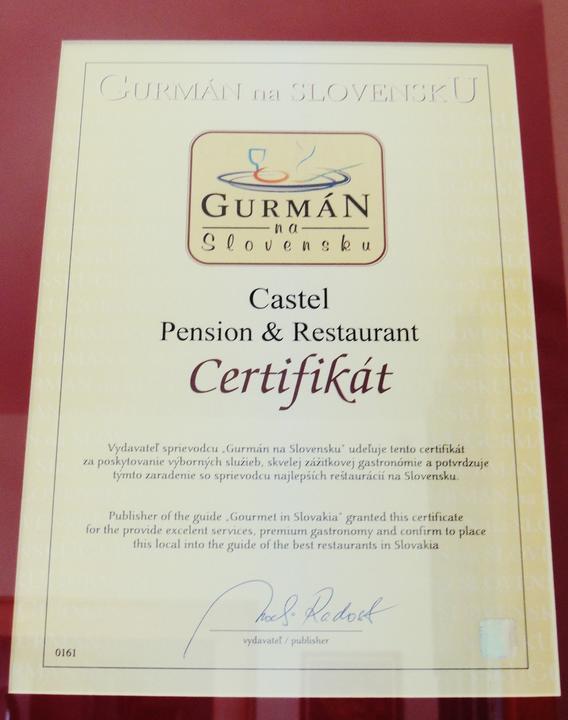 GURMÁN na SLOVENSKU
GURMÁN
na
Slovensku
Castel
Pension & Restaurant
Certifikát
Vydavateľ sprievodcu „Gurmán na Slovensku" udeľuje tento certifikát
za poskytovanie výborných služieb, skvelej zážitkovej gastronómie a potvrdzuje
týmto zaradenie so sprievodcu najlepších reštaurácií na Slovensku.
Publisher of the guide „Gourmet in Slovakia" granted this certificate
for the provide excelent services, premium gastronomy and confirm to place
this local into the guide of the best restaurants in Slovakia
vydavateľ / publisher
0161